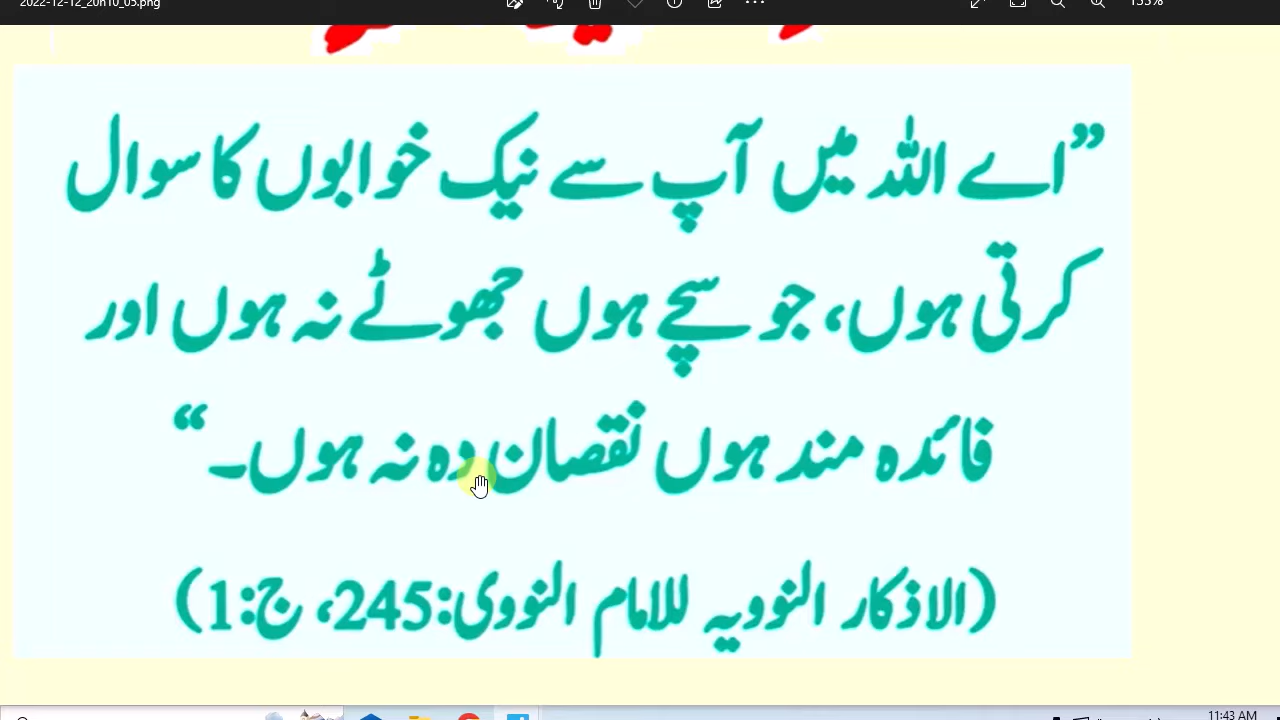 2022-12-12_20h10_05.png
153%
”اے اللہ میں آپ سے نیک خوابوں کا سوال
کرتی ہوں، جو سچے ہوں جھوٹے نہ ہوں اور
فائدہ مند ہوں نقصان دہ نہ ہوں۔“
(الاذکار النوویہ للامام النووی:245، ج:1)
11:43 AM